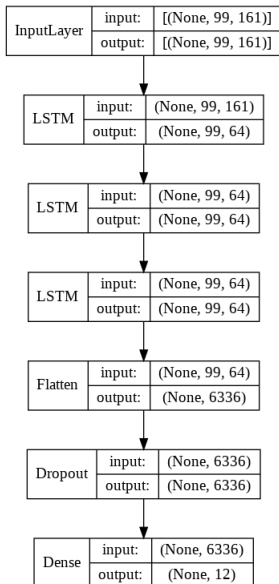 InputLayer input: [(None, 99, 161)]
output: [(None, 99, 161)]
LSTM input: (None, 99, 161)
output: (None, 99, 64)
LSTM input: (None, 99, 64)
output: (None, 99, 64)
LSTM input: (None, 99, 64)
output: (None, 99, 64)
Flatten input: (None, 99, 64)
output: (None, 6336)
Dropout input: (None, 6336)
output: (None, 6336)
Dense input: (None, 6336)
output: (None, 12)